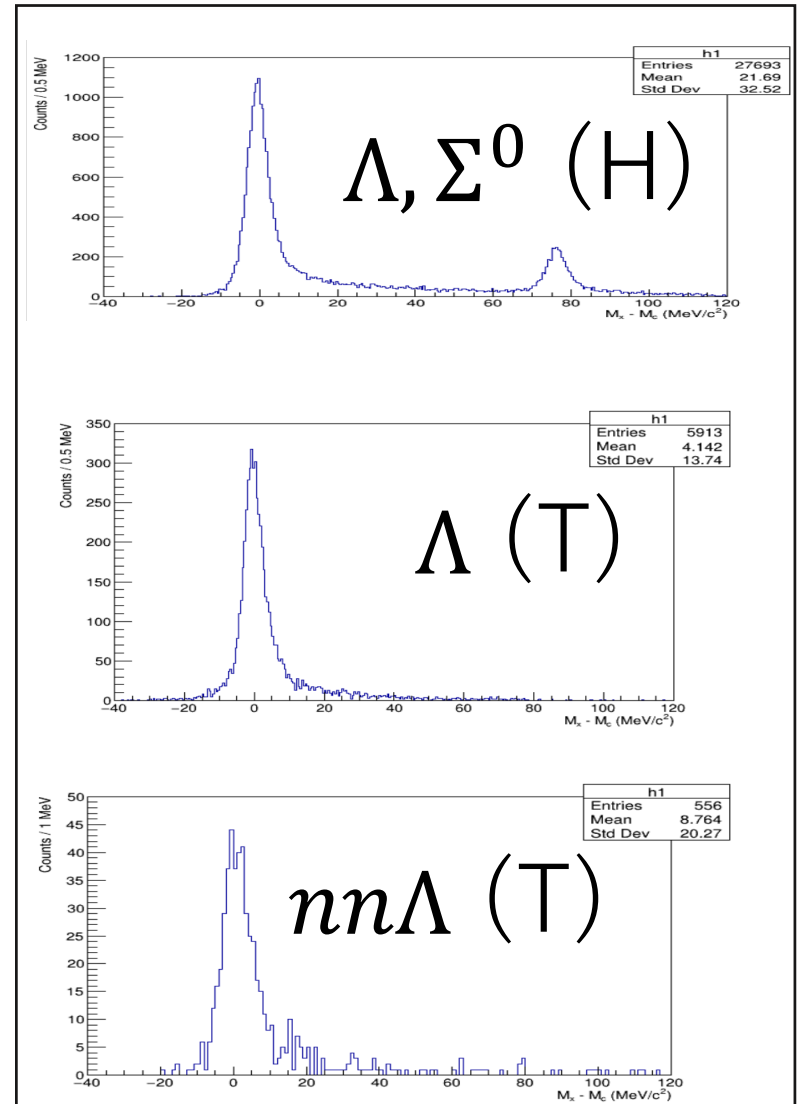 h1
Entries 27693
Mean 21.69
Std Dev 32.52
Counts / 0.5 MeV
1200
1000
800
600
400
200
0
Λ, Σ⁰ (H)
−40 −20 0 20 40 60 80 100 120
Mₓ - M_c (MeV/c²)
h1
Entries 5913
Mean 4.142
Std Dev 13.74
Counts / 0.5 MeV
350
300
250
200
150
100
50
0
Λ (T)
−40 −20 0 20 40 60 80 100 120
Mₓ - M_c (MeV/c²)
h1
Entries 556
Mean 8.764
Std Dev 20.27
Counts / 1 MeV
50
45
40
35
30
25
20
15
10
5
0
nnΛ (T)
−40 −20 0 20 40 60 80 100 120
Mₓ - M_c (MeV/c²)